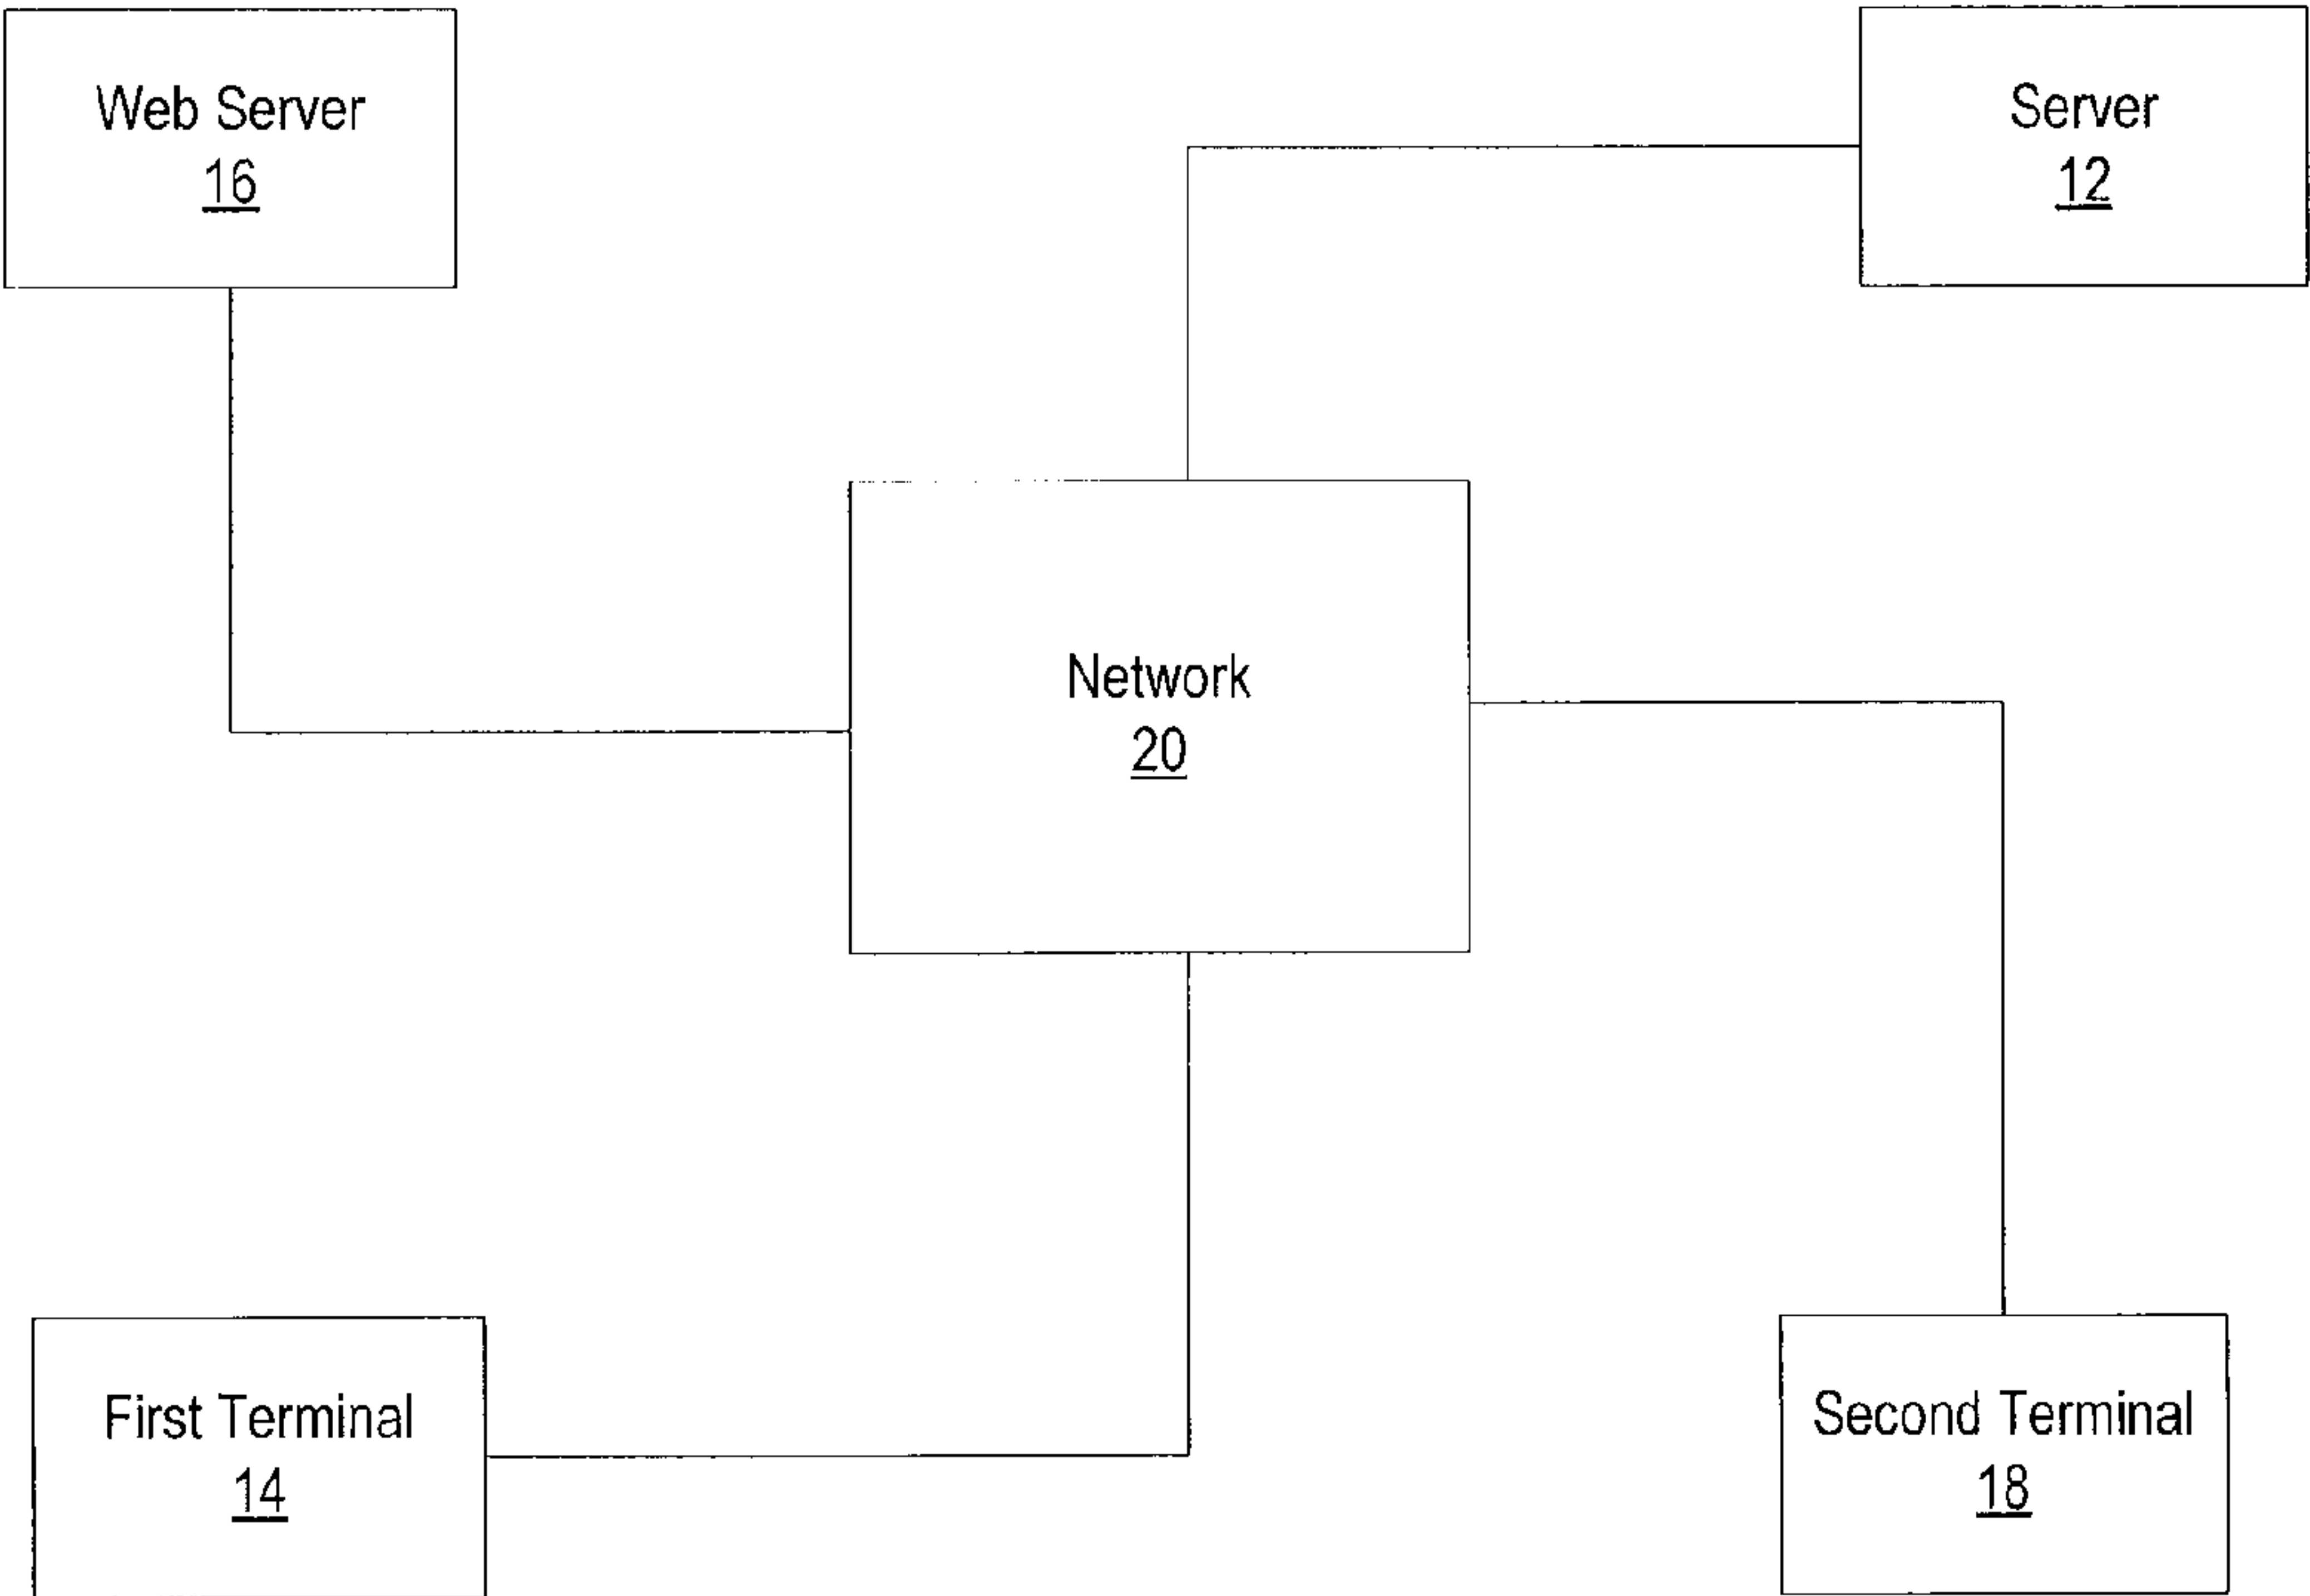 Web Server
16
Server
12
Network
20
First Terminal
14
Second Terminal
18